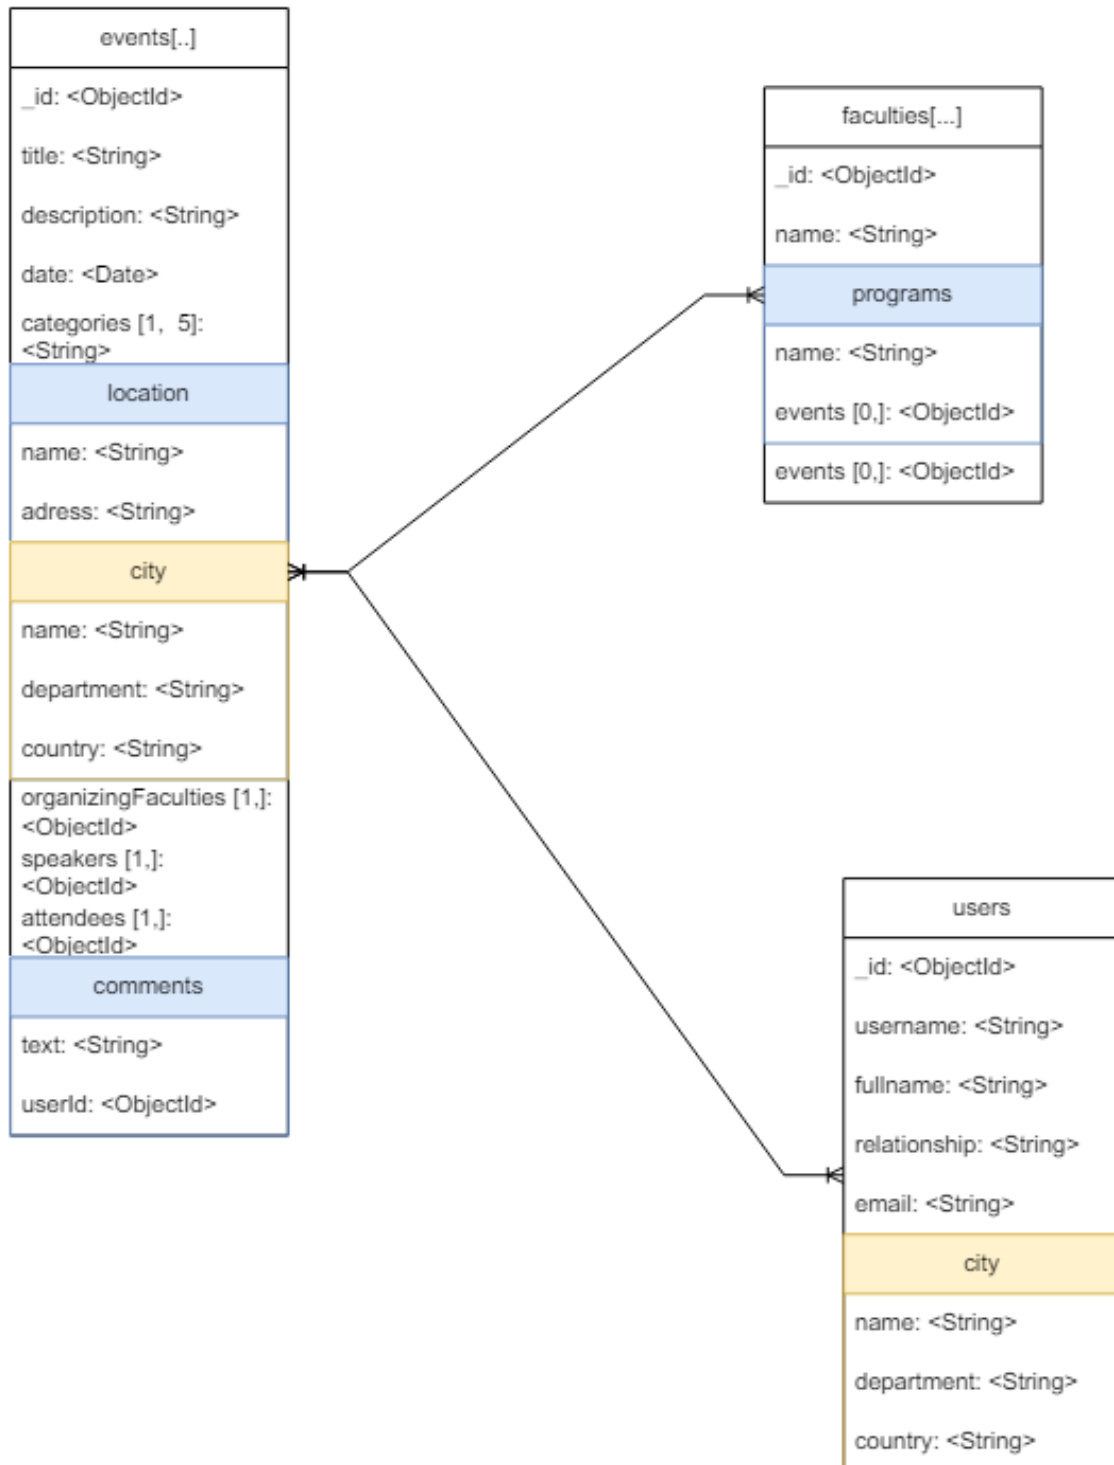 events[..]
_id: <ObjectId>
title: <String>
description: <String>
date: <Date>
categories [1,  5]:
<String>
location
name: <String>
adress: <String>
city
name: <String>
department: <String>
country: <String>
organizingFaculties [1,]:
<ObjectId>
speakers [1,]:
<ObjectId>
attendees [1,]:
<ObjectId>
comments
text: <String>
userId: <ObjectId>
faculties[...]
_id: <ObjectId>
name: <String>
programs
name: <String>
events [0,]: <ObjectId>
events [0,]: <ObjectId>
users
_id: <ObjectId>
username: <String>
fullname: <String>
relationship: <String>
email: <String>
city
name: <String>
department: <String>
country: <String>